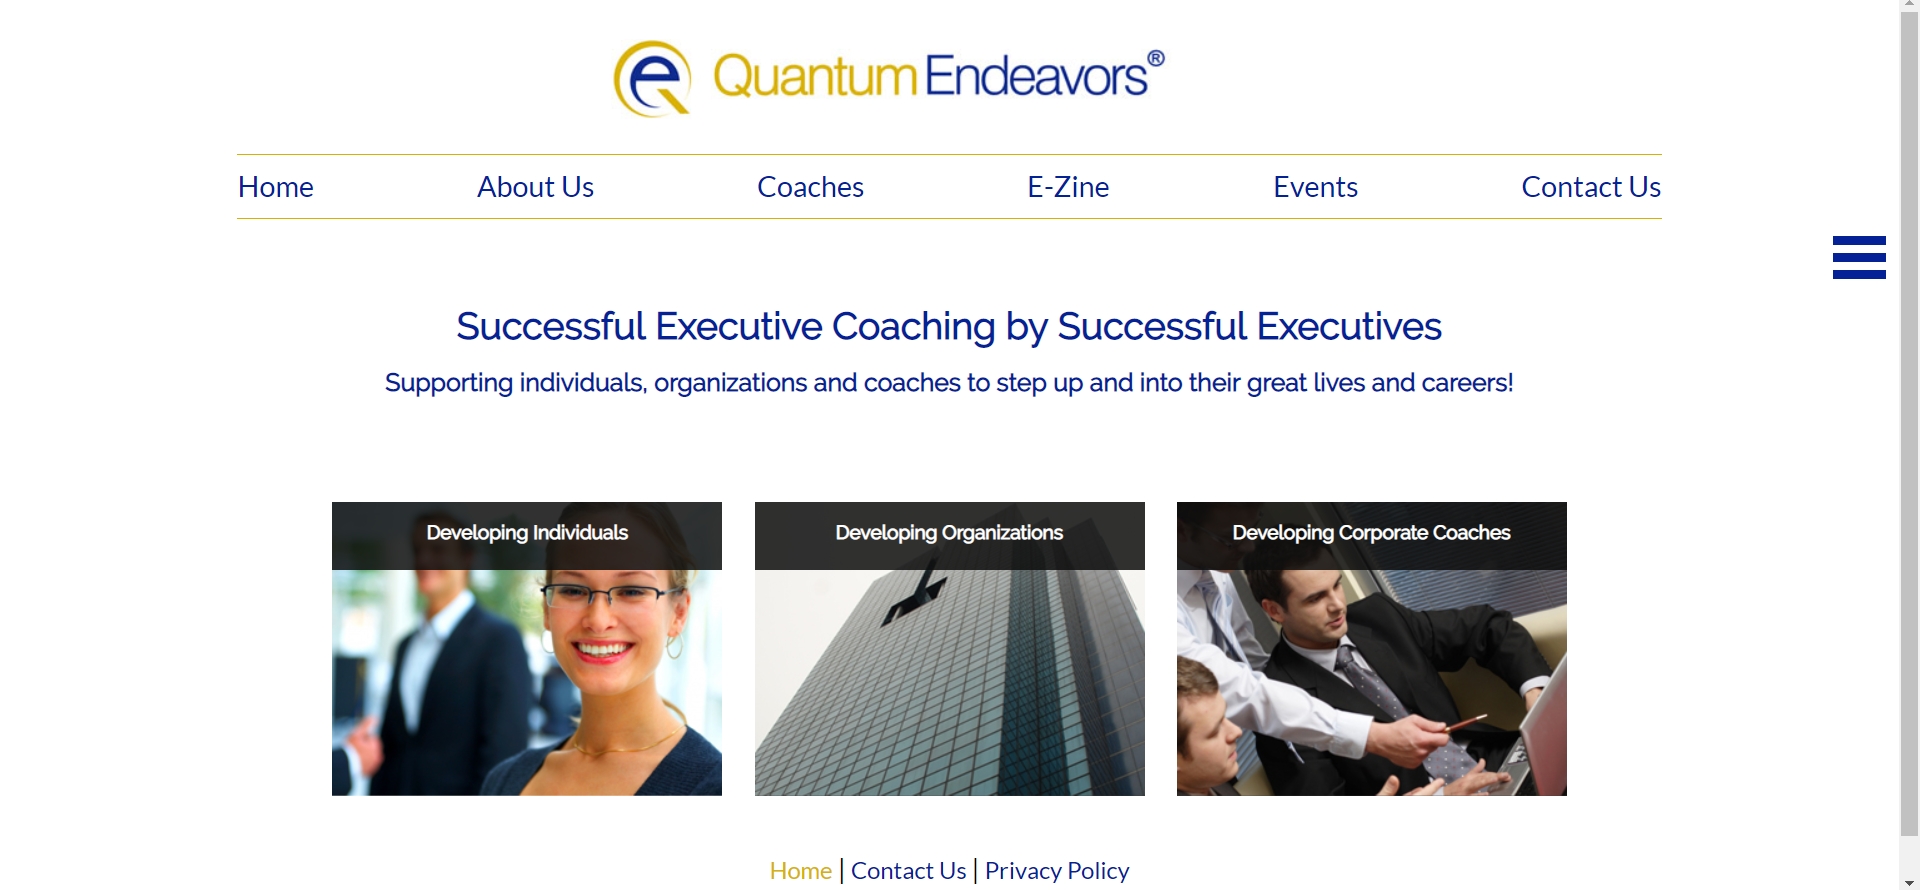 Quantum Endeavors®
Home About Us Coaches E-Zine Events Contact Us
Successful Executive Coaching by Successful Executives
Supporting individuals, organizations and coaches to step up and into their great lives and careers!
Developing Individuals Developing Organizations Developing Corporate Coaches
Home | Contact Us | Privacy Policy